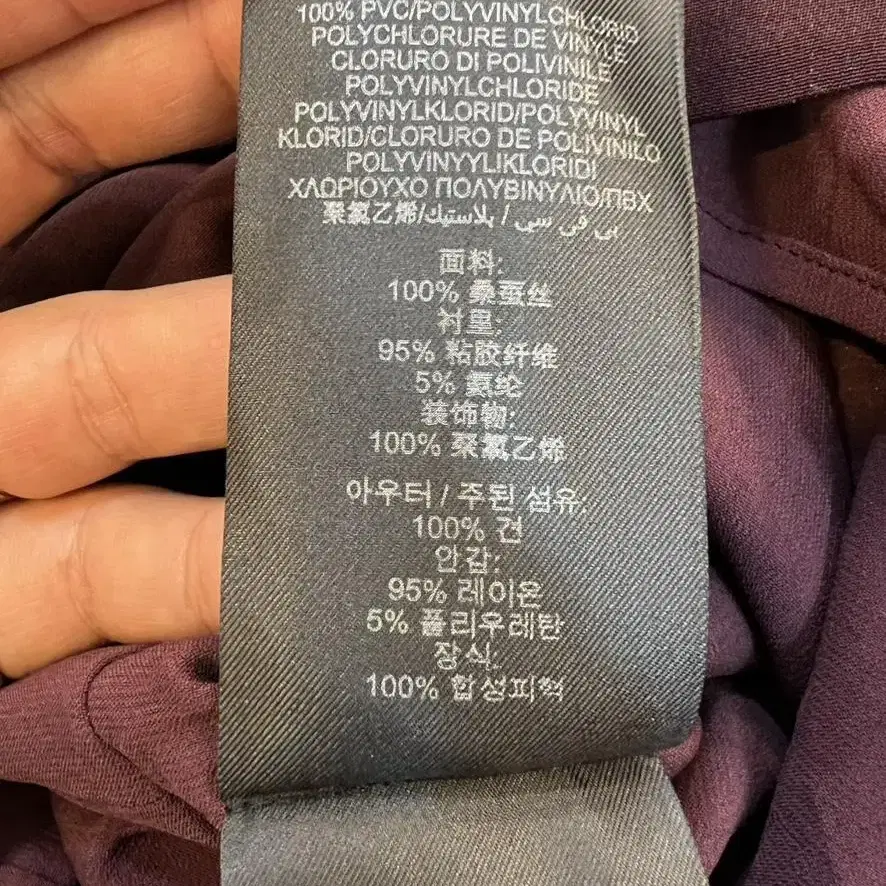 100% PVC/POLYVINYLCHLORID
POLYCHLORURE DE VINYLE
CLORURO DI POLIVINILE
POLYVINYLCHLORIDE
POLYVINYLKLORID/POLYVINYL
KLORID/CLORURO DE POLIVINILO
POLYVINYYLIKLORIDI
ΧΛΩΡΙΟΥΧΟ ΠΟΛΥΒΙΝΥΛΙΟ/ΠΒΧ
聚氯乙烯/بي في سي / بلاستيك
面料:
100% 桑蚕丝
衬里:
95% 粘胶纤维
5% 氨纶
装饰物:
100% 聚氯乙烯
아우터 / 주된 섬유:
100% 견
안감:
95% 레이온
5% 폴리우레탄
장식:
100% 합성피혁